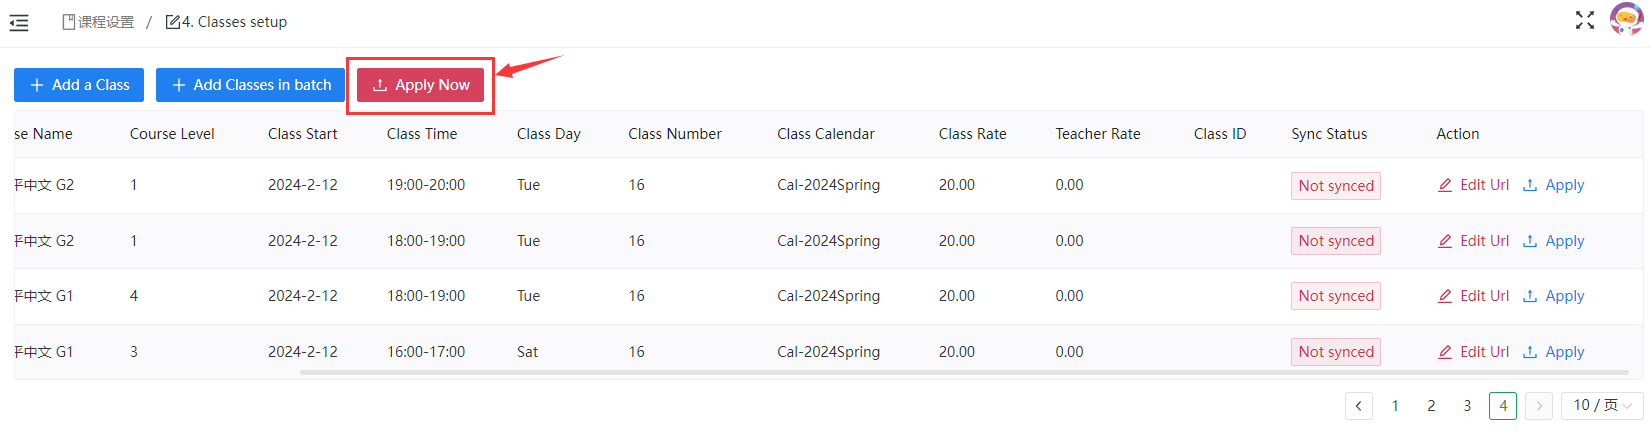 课程设置 / 4. Classes setup
Add a Class Add Classes in batch Apply Now
se Name Course Level Class Start Class Time Class Day Class Number Class Calendar Class Rate Teacher Rate Class ID Sync Status Action
中文 G2 1 2024-2-12 19:00-20:00 Tue 16 Cal-2024Spring 20.00 0.00 Not synced Edit Url Apply
中文 G2 1 2024-2-12 18:00-19:00 Tue 16 Cal-2024Spring 20.00 0.00 Not synced Edit Url Apply
中文 G1 4 2024-2-12 18:00-19:00 Tue 16 Cal-2024Spring 20.00 0.00 Not synced Edit Url Apply
中文 G1 3 2024-2-12 16:00-17:00 Sat 16 Cal-2024Spring 20.00 0.00 Not synced Edit Url Apply
1 2 3 4 10 / 页